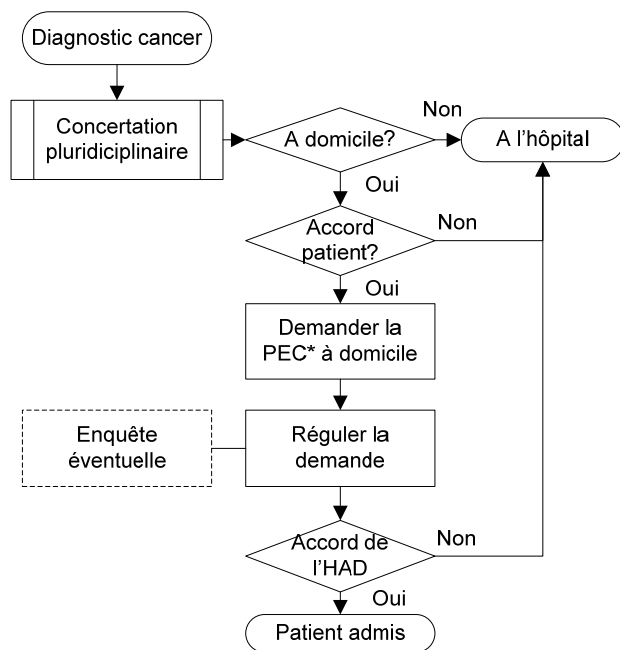 Diagnostic cancer
Concertation
pluridiciplinaire
A domicile?
Non
A l'hôpital
Oui
Accord
patient?
Non
Oui
Demander la
PEC* à domicile
Enquête
éventuelle
Réguler la
demande
Accord de
l'HAD
Non
Oui
Patient admis